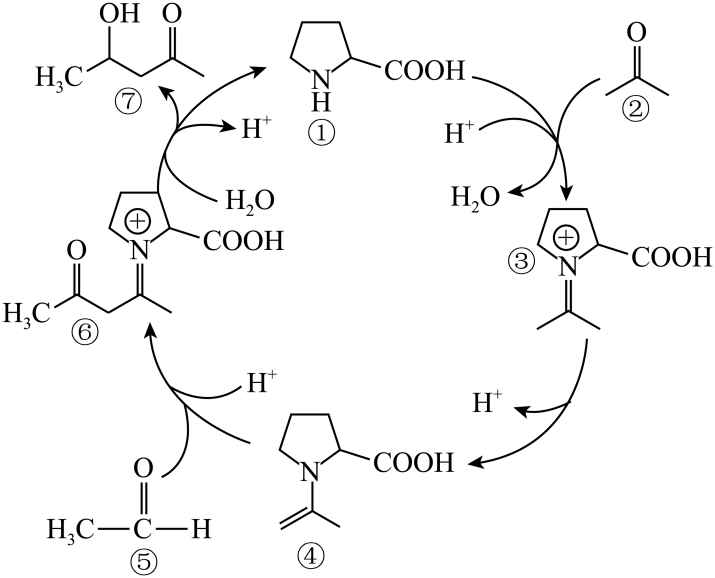 OH
O
H₃C
⑦
N
H
COOH
①
O
②
H⁺
H⁺
H₂O
H₂O
N
COOH
⊕
③
O
⊕
N
COOH
H₃C
⑥
H⁺
H⁺
N
COOH
④
O
H₃C—C—H
⑤